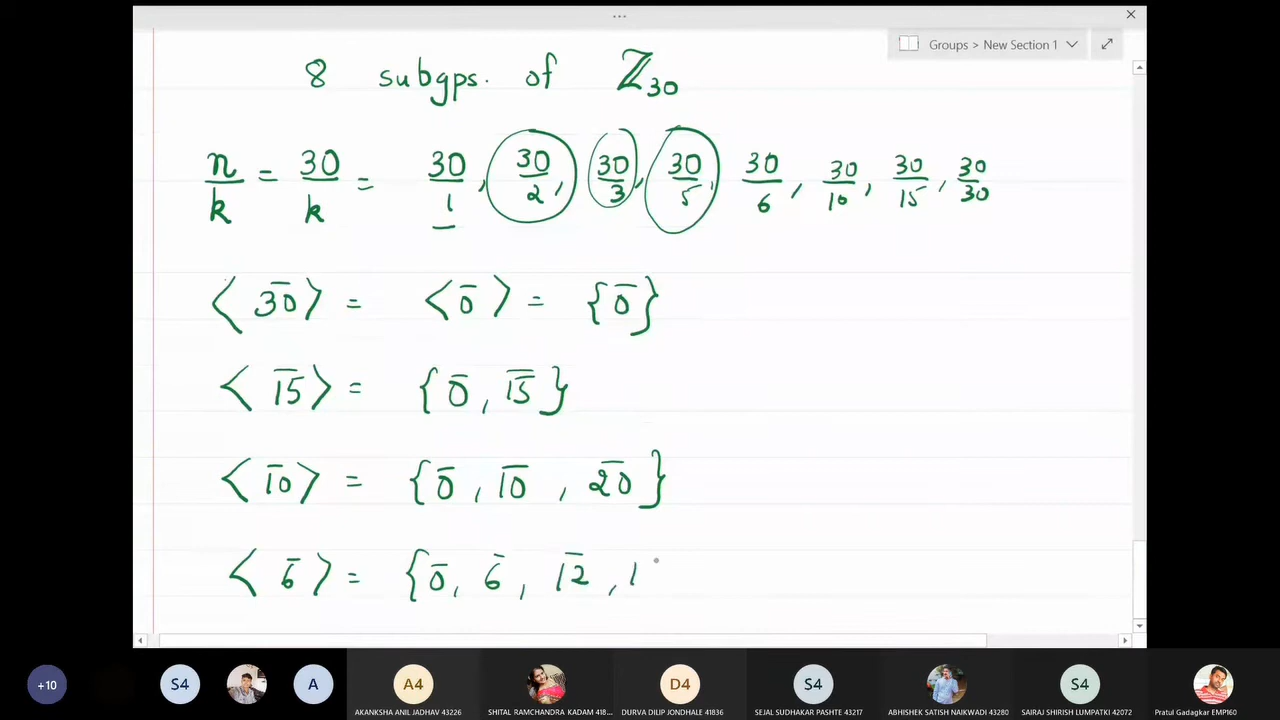 Groups > New Section 1
8 subgps. of ℤ₃₀
n/k = 30/k = 30/1, 30/2, 30/3, 30/5, 30/6, 30/10, 30/15, 30/30
⟨3̅0̅⟩ = ⟨0̅⟩ = {0̅}
⟨1̅5̅⟩ = {0̅, 1̅5̅}
⟨1̅0̅⟩ = {0̅, 1̅0̅, 2̅0̅}
⟨6̅⟩ = {0̅, 6̅, 1̅2̅, 1
+10 S4 A A4 D4 S4 S4
AKANKSHA ANIL JADHAV 43226 SHITAL RAMCHANDRA KADAM 418... DURVA DILIP JONDHALE 41836 SEJAL SUDHAKAR PASHTE 43217 ABHISHEK SATISH NAIKWADI 43280 SAIRAJ SHIRISH LUMPATKI 42072 Pratul Gadagkar EMP160